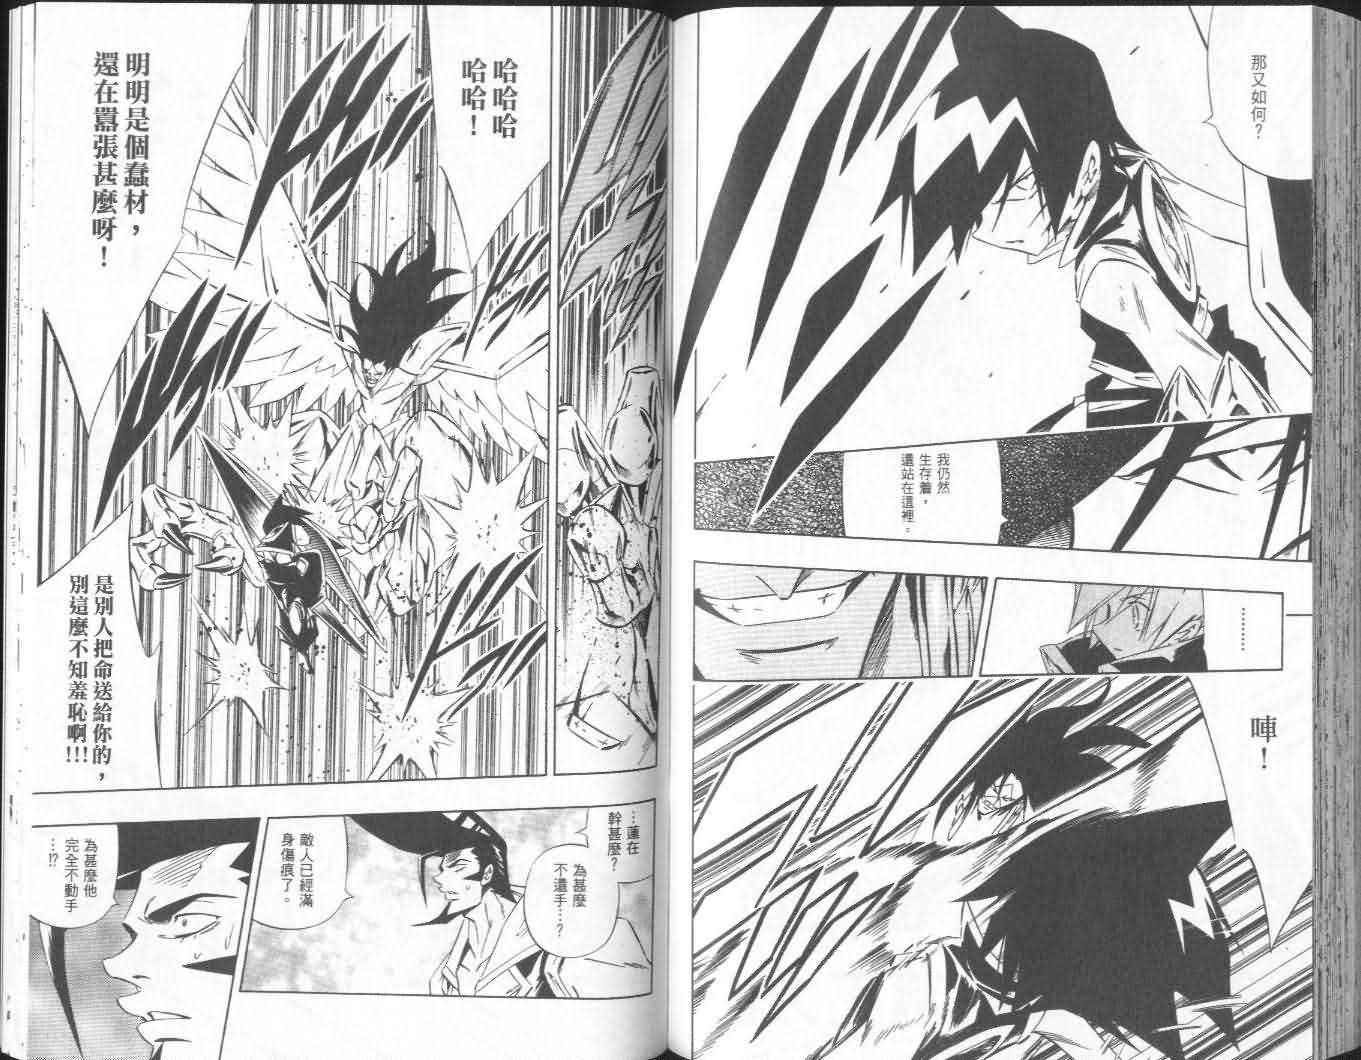 那又如何？
我仍然
生存着，
還站在這裡。
…………
呻！
哈哈哈
哈哈！
明明是個蠢材，
還在囂張甚麼呀！
是別人把命送給你的，
別這麼不知羞恥啊!!!
…蓮在
幹甚麼？
為甚麼
不還手…？
敵人已經滿
身傷痕了。
為甚麼他
完全不動手
…!?